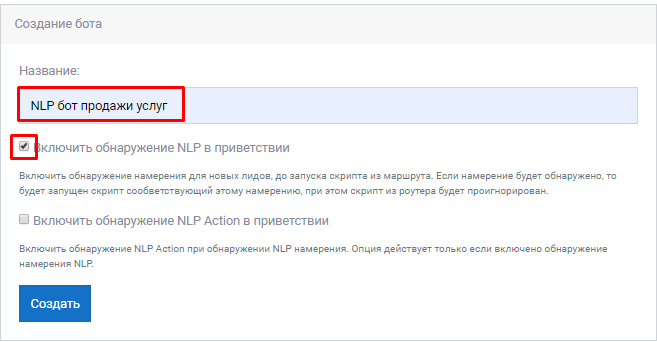 Создание бота
Название:
NLP бот продажи услуг
Включить обнаружение NLP в приветствии
Включить обнаружение намерения для новых лидов, до запуска скрипта из маршрута. Если намерение будет обнаружено, то
будет запущен скрипт сообветствующий этому намерению, при этом скрипт из роутера будет проигнорирован.
Включить обнаружение NLP Action в приветствии
Включить обнаружение NLP Action при обнаружении NLP намерения. Опция действует только если включено обнаружение
намерения NLP.
Создать